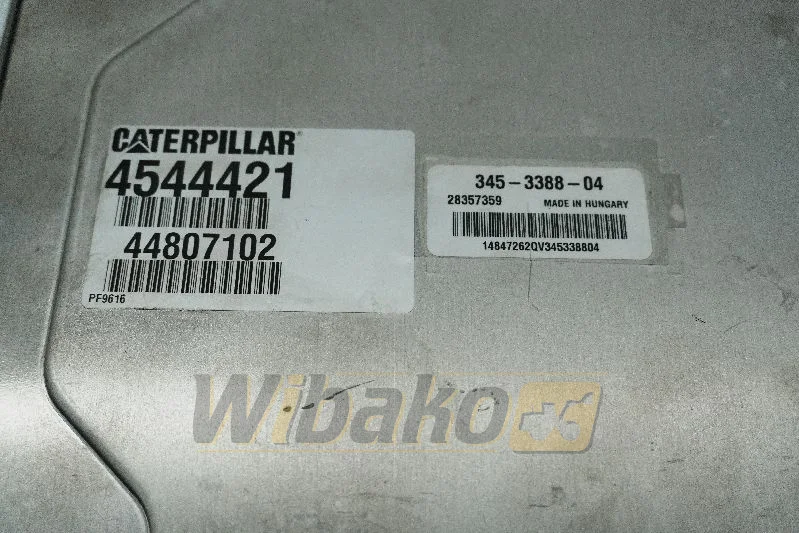 CATERPILLAR®
4544421
44807102
PF9616
345-3388-04
28357359 MADE IN HUNGARY
14847262QV345338804
Wibako